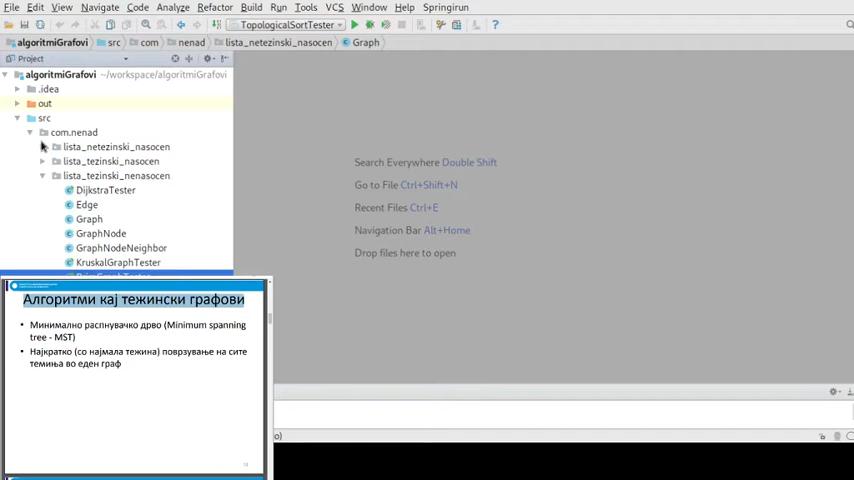 File Edit View Navigate Code Analyze Refactor Build Run Tools VCS Window Help Springirun
TopologicalSortTester
algoritmiGrafovi src com nenad lista_netezinski_nasocen Graph
Project
algoritmiGrafovi ~/workspace/algoritmiGrafovi
.idea
out
src
com.nenad
lista_netezinski_nasocen
lista_tezinski_nasocen
lista_tezinski_nenasocen
DijkstraTester
Edge
Graph
GraphNode
GraphNodeNeighbor
KruskalGraphTester
PrimGraphTester
Search Everywhere Double Shift
Go to File Ctrl+Shift+N
Recent Files Ctrl+E
Navigation Bar Alt+Home
Drop files here to open
Алгоритми кај тежински графови
• Минимално распнувачко дрво (Minimum spanning
tree - MST)
• Најкратко (со најмала тежина) поврзување на сите
темиња во еден граф